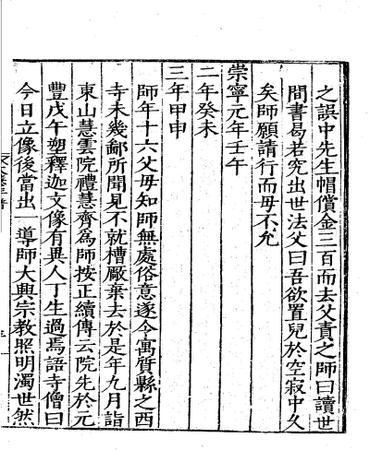 之誤中先生帽償金三百而去父責之師曰讀世
間書曷若究出世法父曰吾欲置兒於空寂中久
矣師願請行而毋不允
崇寧元年壬午
二年癸未
三年甲申
師年十六父毋知師無處俗意遂令寓質縣之西
寺未幾鄙所聞見不就槽厰棄去於是年九月詣
東山慧雲院禮慧齊為師按正續傳云院先於元
豐戊午塑釋迦文像有異人丁生過焉語寺僧曰
今日立像後當出一導師大興宗教照明濁世然